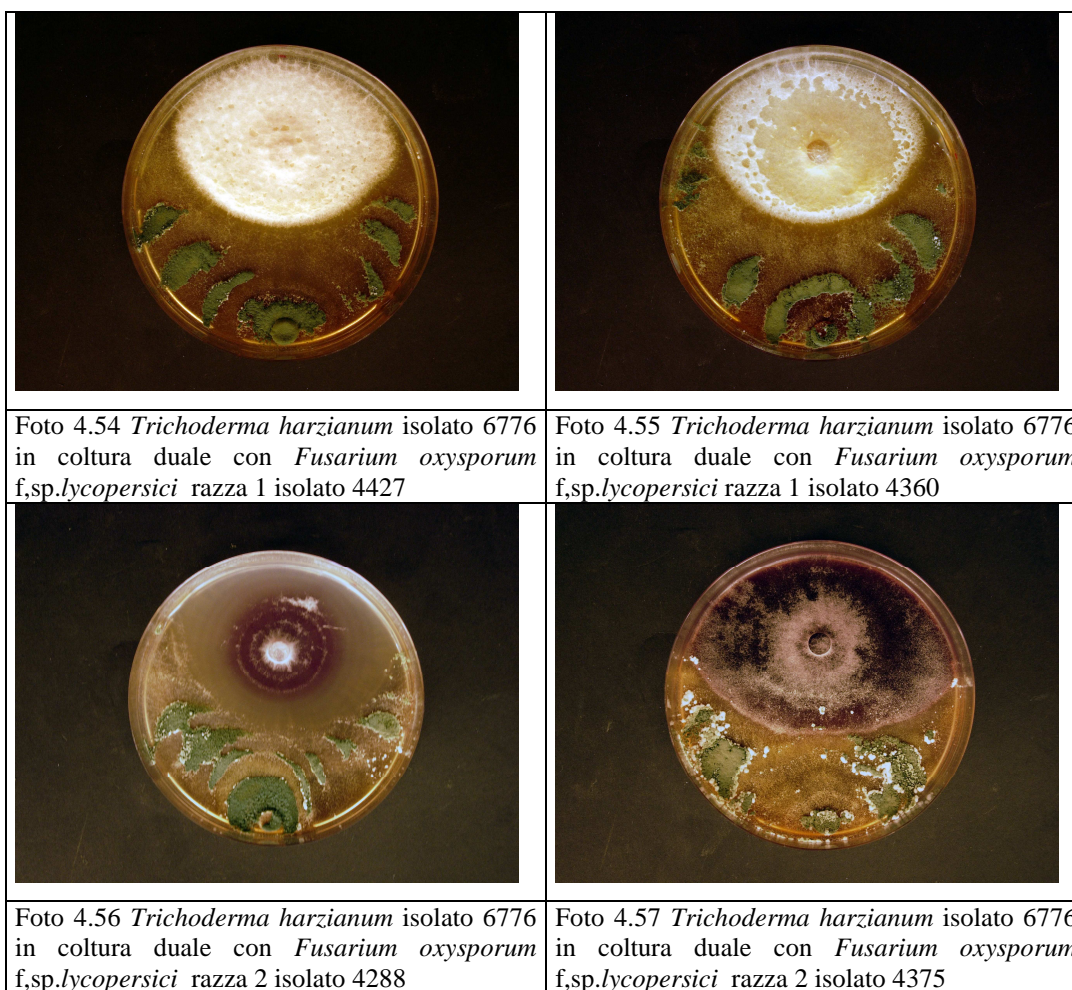 Foto 4.54 Trichoderma harzianum isolato 6776
in coltura duale con Fusarium oxysporum
f,sp.lycopersici razza 1 isolato 4427
Foto 4.55 Trichoderma harzianum isolato 6776
in coltura duale con Fusarium oxysporum
f,sp.lycopersici razza 1 isolato 4360
Foto 4.56 Trichoderma harzianum isolato 6776
in coltura duale con Fusarium oxysporum
f,sp.lycopersici razza 2 isolato 4288
Foto 4.57 Trichoderma harzianum isolato 6776
in coltura duale con Fusarium oxysporum
f,sp.lycopersici razza 2 isolato 4375